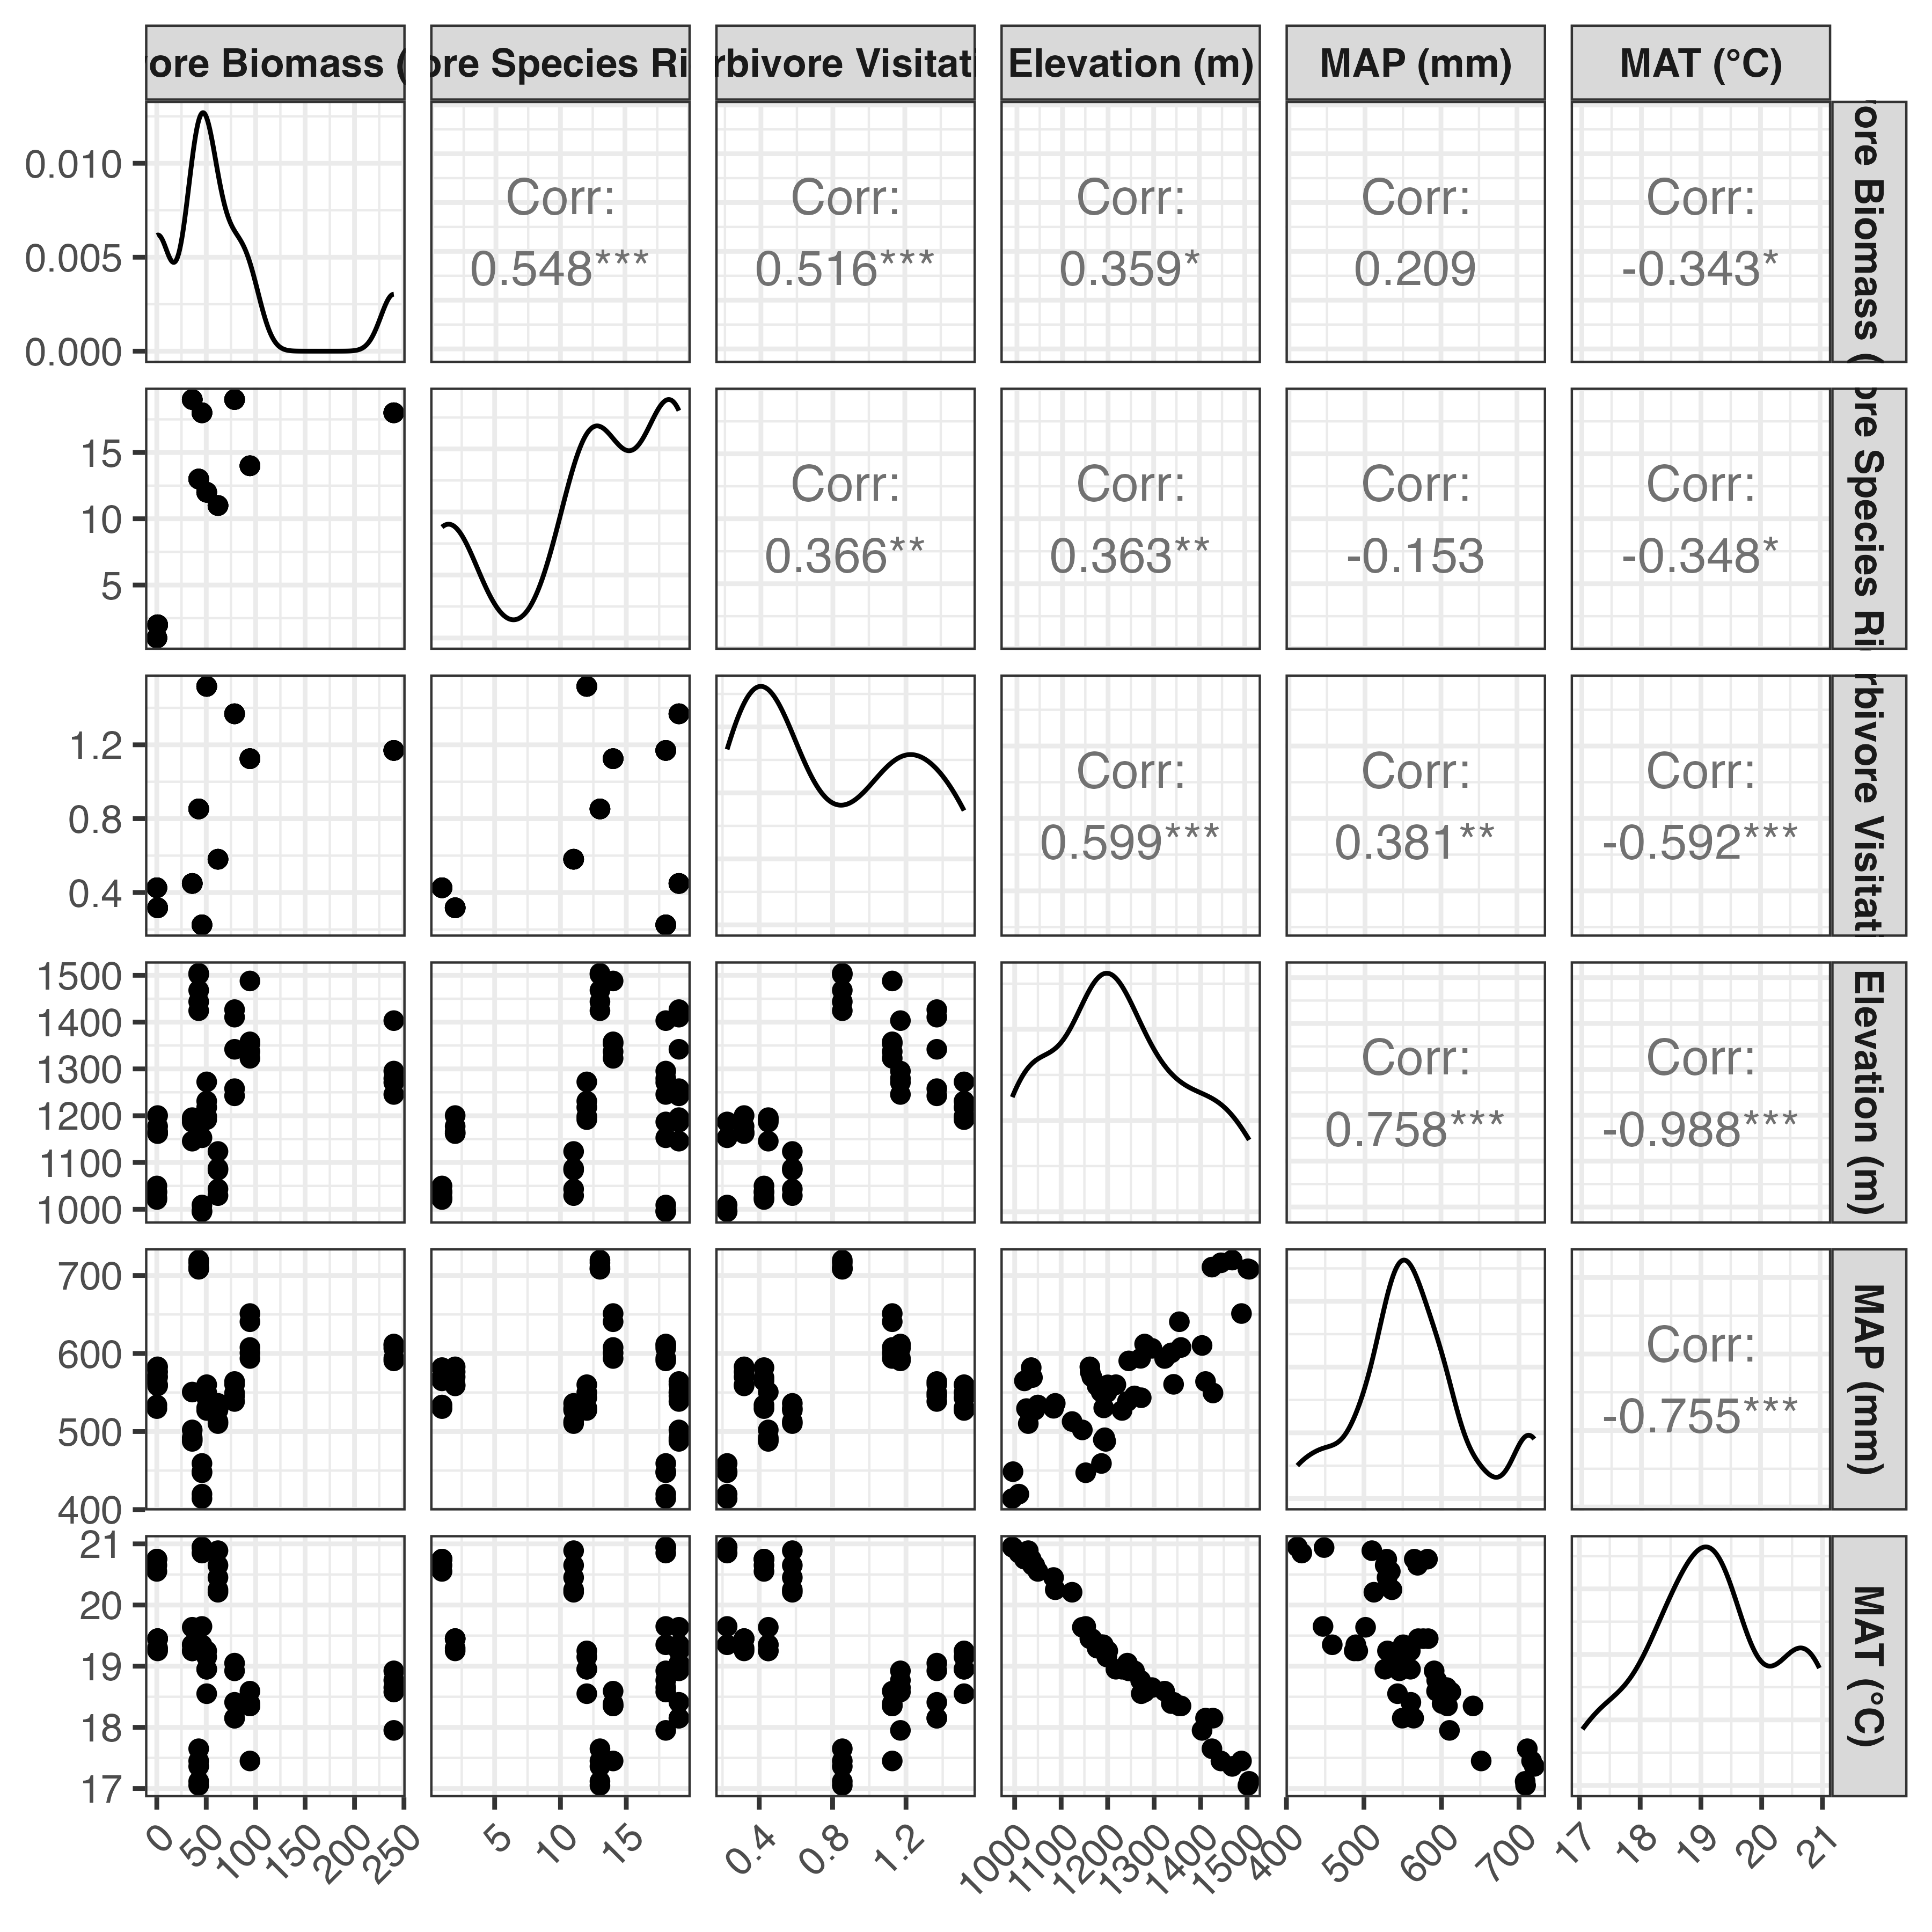 ore Biomass (
ore Species Ri
rbivore Visitati
Elevation (m)
MAP (mm)
MAT (°C)
0.010
0.005
0.000
Corr:
0.548***
Corr:
0.516***
Corr:
0.359*
Corr:
0.209
Corr:
-0.343*
ore Biomass (
15
10
5
Corr:
0.366**
Corr:
0.363**
Corr:
-0.153
Corr:
-0.348*
ore Species Ri
1.2
0.8
0.4
Corr:
0.599***
Corr:
0.381**
Corr:
-0.592***
rbivore Visitat
1500
1400
1300
1200
1100
1000
Corr:
0.758***
Corr:
-0.988***
Elevation (m)
700
600
500
400
Corr:
-0.755***
MAP (mm)
21
20
19
18
17
MAT (°C)
0
50
100
150
200
250
5
10
15
0.4
0.8
1.2
1000
1100
1200
1300
1400
1500
400
500
600
700
17
18
19
20
21